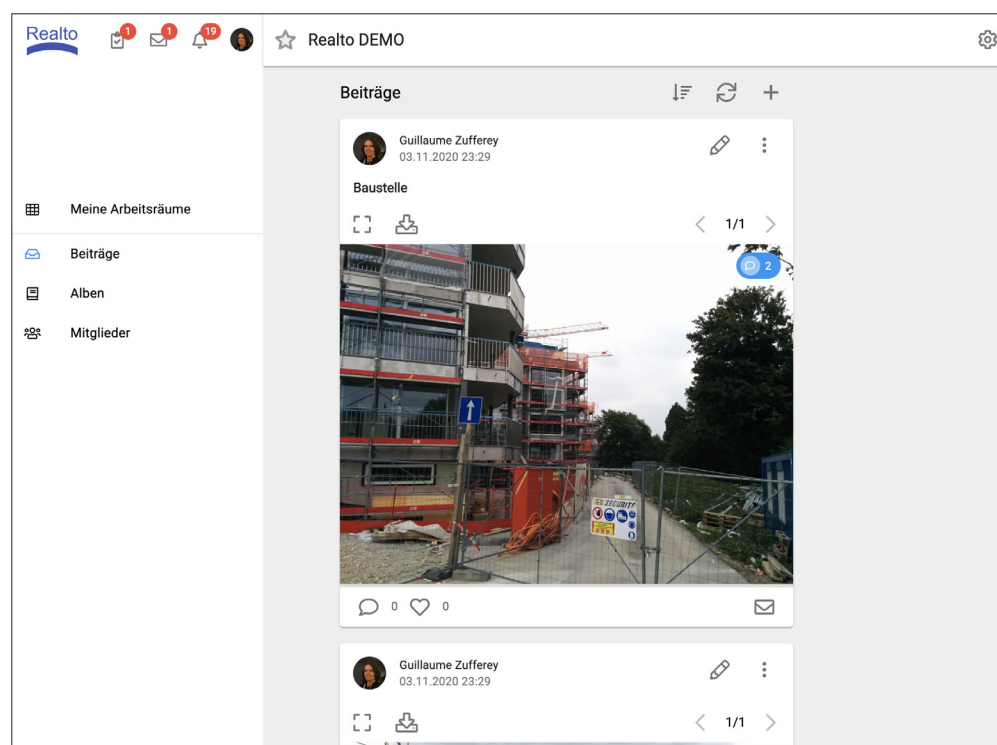 Realto
1
1
19
Realto DEMO
Meine Arbeitsräume
Beiträge
Alben
Mitglieder
Beiträge
Guillaume Zufferey
03.11.2020 23:29
Baustelle
1/1
2
SECURITE
0
0
Guillaume Zufferey
03.11.2020 23:29
1/1